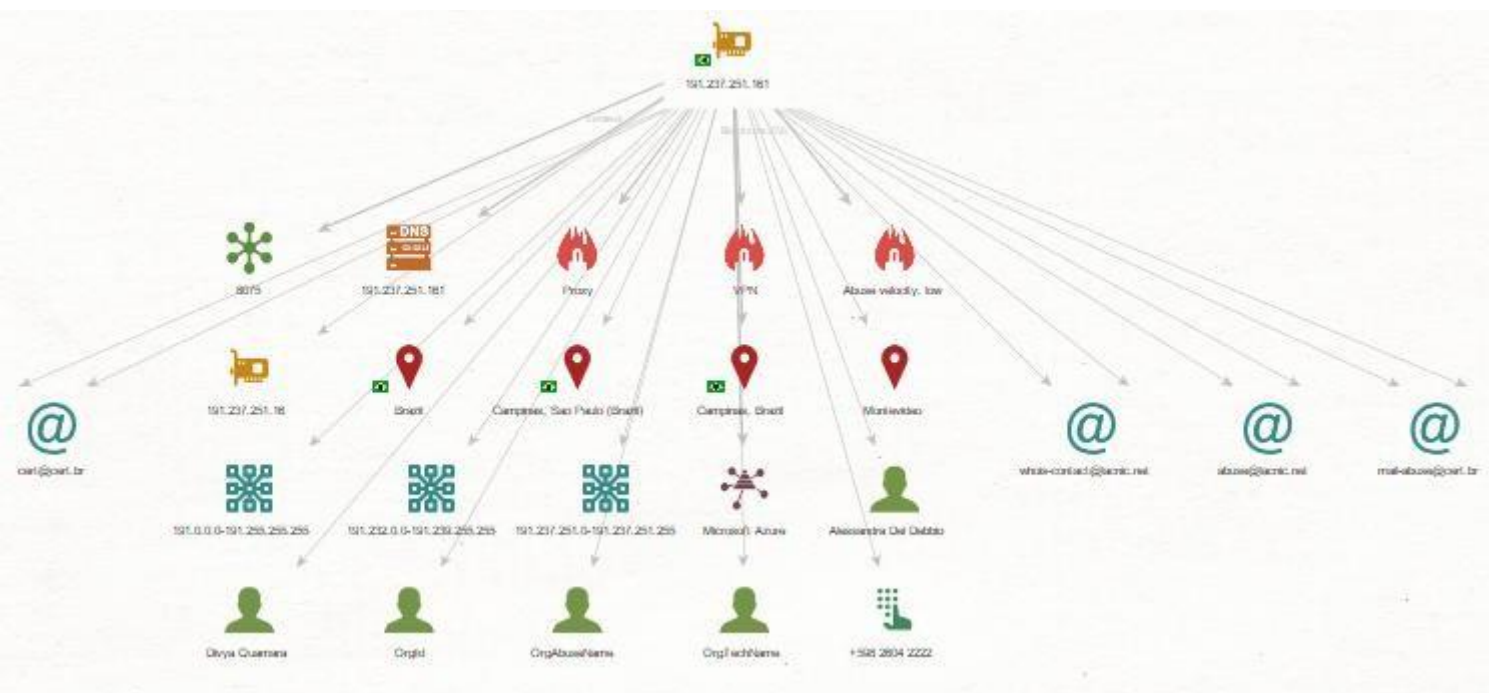 191.237.251.161
DNS
8075
191.237.251.161
Proxy
VPN
Abuse velocity: low
191.237.251.16
Brazil
Campinas, Sao Paulo (Brazil)
Campinas, Brazil
Montevideo
cert@cert.br
whois-contact@lacnic.net
abuse@lacnic.net
mail-abuse@cert.br
191.0.0.0-191.255.255.255
191.232.0.0-191.239.255.255
191.237.251.0-191.237.251.255
Microsoft Azure
Alessandra Del Debbio
Divya Quamara
OrgId
OrgAbuseName
OrgTechName
+598 2604 2222